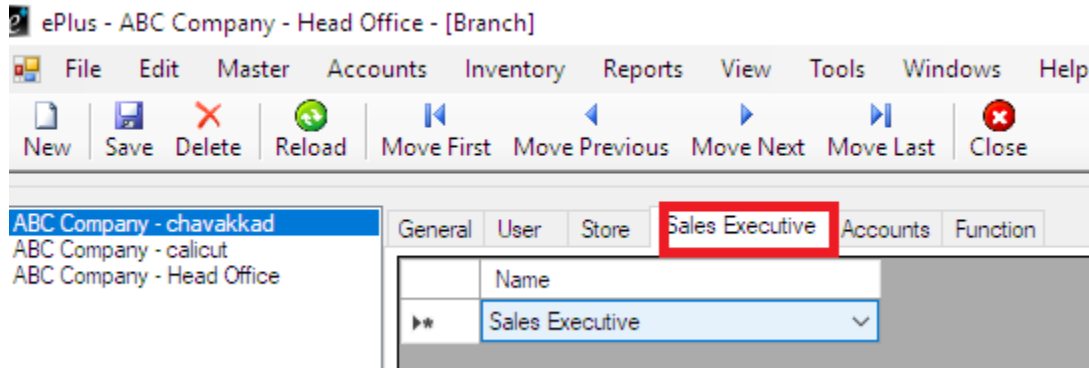 ePlus - ABC Company - Head Office - [Branch]
File Edit Master Accounts Inventory Reports View Tools Windows Help
New Save Delete Reload Move First Move Previous Move Next Move Last Close
ABC Company - chavakkad
ABC Company - calicut
ABC Company - Head Office
General User Store Sales Executive Accounts Function
Name
Sales Executive